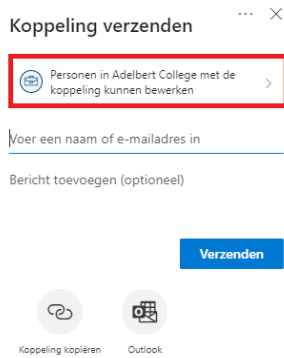 Koppeling verzenden
Personen in Adelbert College met de
koppeling kunnen bewerken
Voer een naam of e-mailadres in
Bericht toevoegen (optioneel)
Verzenden
Koppeling kopiëren
Outlook